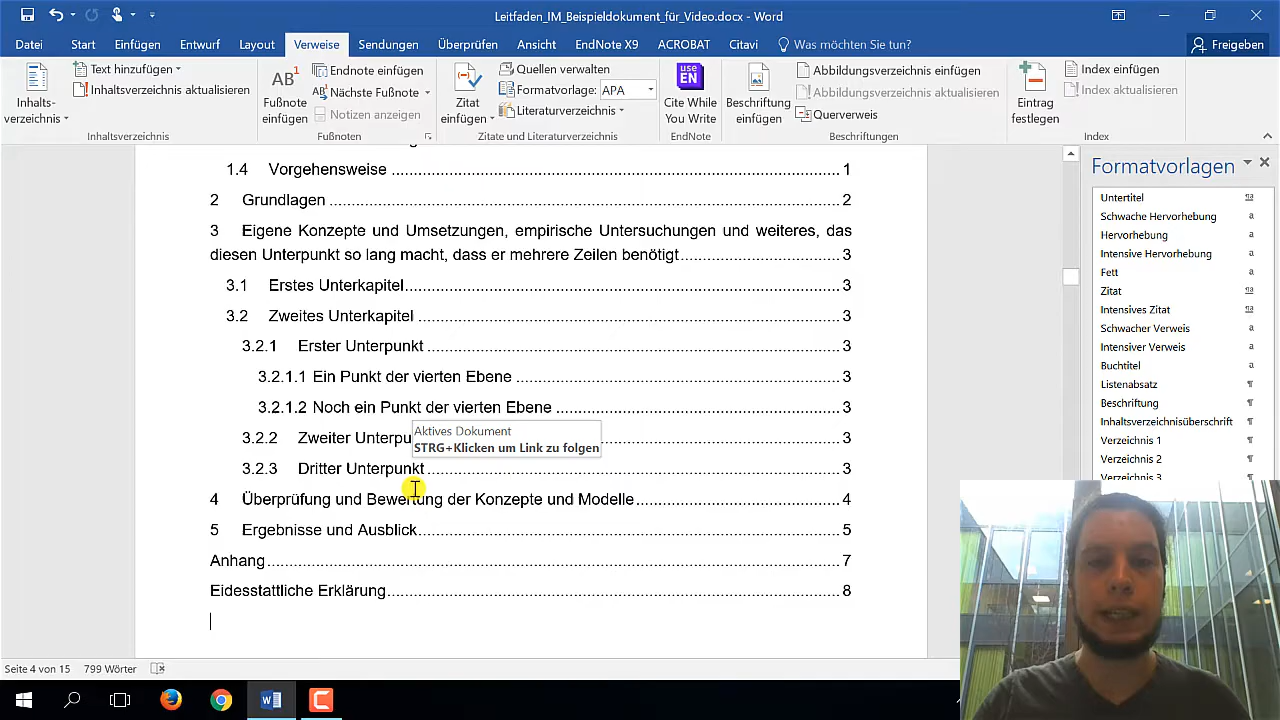 Leitfaden_IM_Beispieldokument_für_Video.docx - Word
Datei Start Einfügen Entwurf Layout Verweise Sendungen Überprüfen Ansicht EndNote X9 ACROBAT Citavi Was möchten Sie tun? Freigeben
Inhalts-
verzeichnis
Text hinzufügen
Inhaltsverzeichnis aktualisieren
Inhaltsverzeichnis
AB1
Fußnote
einfügen
Endnote einfügen
Nächste Fußnote
Notizen anzeigen
Fußnoten
Zitat
einfügen
Quellen verwalten
Formatvorlage: APA
Literaturverzeichnis
Zitate und Literaturverzeichnis
use
EN
Cite While
You Write
EndNote
Beschriftung
einfügen
Abbildungsverzeichnis einfügen
Abbildungsverzeichnis aktualisieren
Querverweis
Beschriftungen
Eintrag
festlegen
Index einfügen
Index aktualisieren
Index
1.4 Vorgehensweise 1
2 Grundlagen 2
3 Eigene Konzepte und Umsetzungen, empirische Untersuchungen und weiteres, das
diesen Unterpunkt so lang macht, dass er mehrere Zeilen benötigt 3
3.1 Erstes Unterkapitel 3
3.2 Zweites Unterkapitel 3
3.2.1 Erster Unterpunkt 3
3.2.1.1 Ein Punkt der vierten Ebene 3
3.2.1.2 Noch ein Punkt der vierten Ebene 3
Aktives Dokument
STRG+Klicken um Link zu folgen
3.2.2 Zweiter Unterpu 3
3.2.3 Dritter Unterpunkt 3
4 Überprüfung und Bewertung der Konzepte und Modelle 4
5 Ergebnisse und Ausblick 5
Anhang 7
Eidesstattliche Erklärung 8
Formatvorlagen
Untertitel
Schwache Hervorhebung
Hervorhebung
Intensive Hervorhebung
Fett
Zitat
Intensives Zitat
Schwacher Verweis
Intensiver Verweis
Buchtitel
Listenabsatz
Beschriftung
Inhaltsverzeichnisüberschrift
Verzeichnis 1
Verzeichnis 2
Verzeichnis 3
Seite 4 von 15 799 Wörter